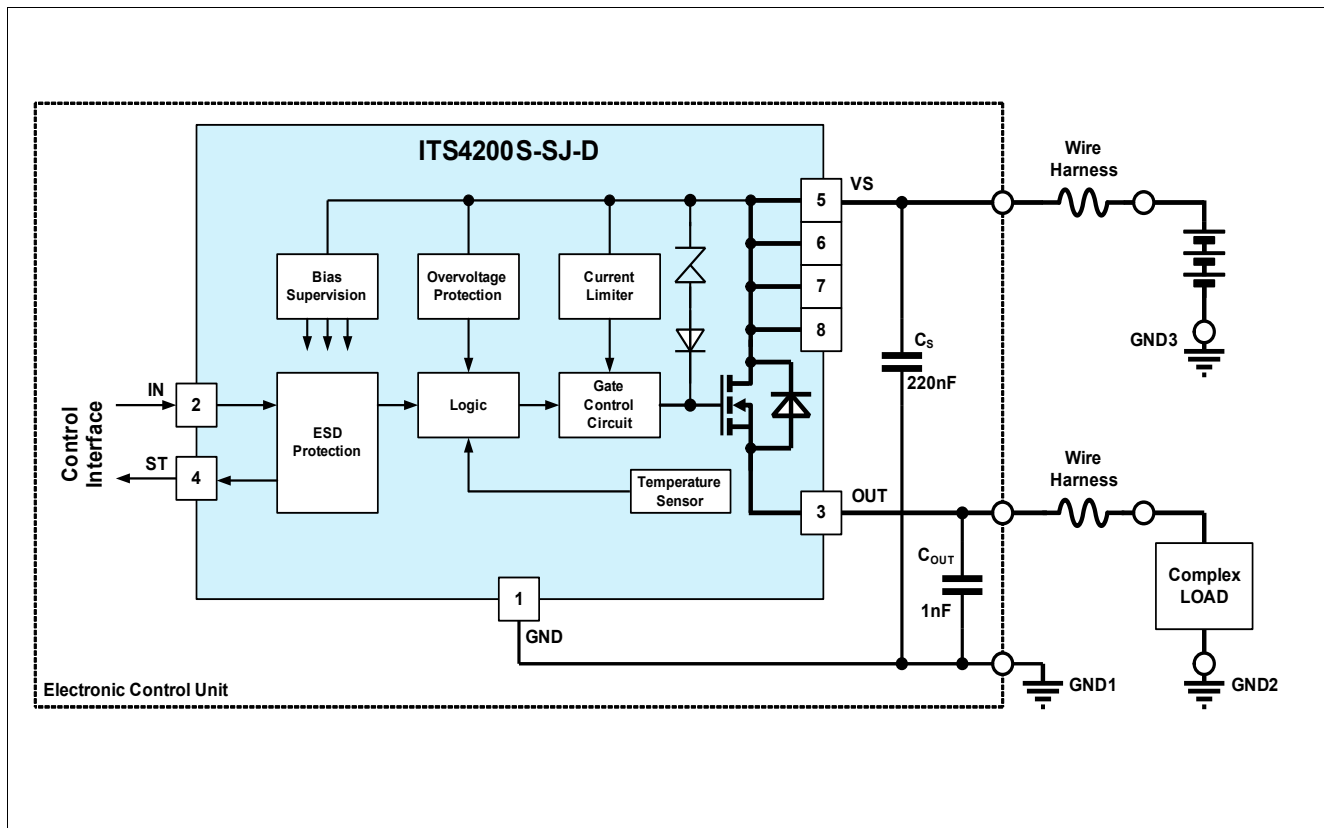 ITS4200S-SJ-D
Wire
Harness
VS
5
6
7
8
Bias
Supervision
Overvoltage
Protection
Current
Limiter
CS
220nF
GND3
IN
2
ESD
Protection
Logic
Gate
Control
Circuit
Control
Interface
ST
4
Temperature
Sensor
OUT
3
Wire
Harness
COUT
1nF
Complex
LOAD
1
GND
Electronic Control Unit
GND1
GND2